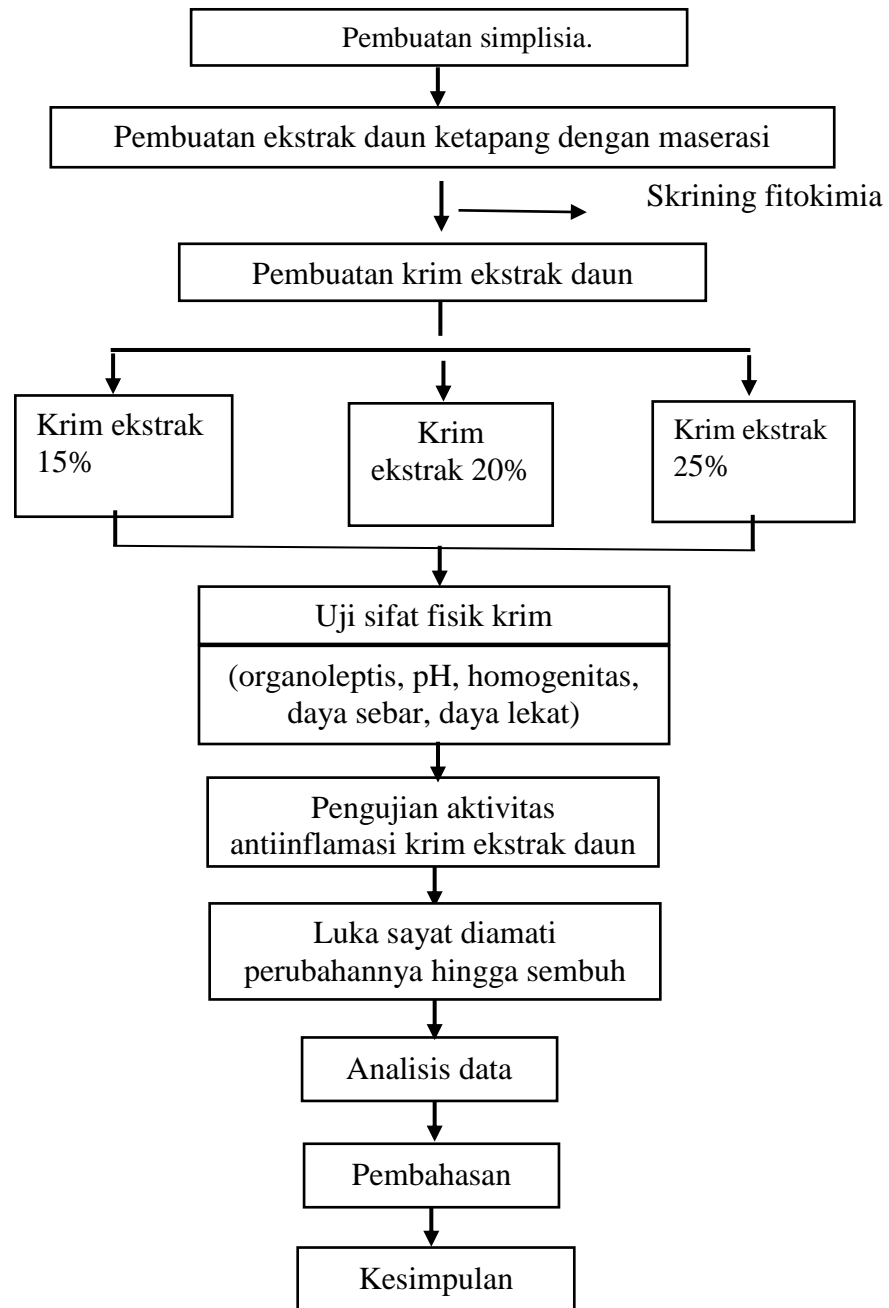 Pembuatan simplisia.
Pembuatan ekstrak daun ketapang dengan maserasi
Skrining fitokimia
Pembuatan krim ekstrak daun
Krim ekstrak
15%
Krim
ekstrak 20%
Krim ekstrak
25%
Uji sifat fisik krim
(organoleptis, pH, homogenitas,
daya sebar, daya lekat)
Pengujian aktivitas
antiinflamasi krim ekstrak daun
Luka sayat diamati
perubahannya hingga sembuh
Analisis data
Pembahasan
Kesimpulan